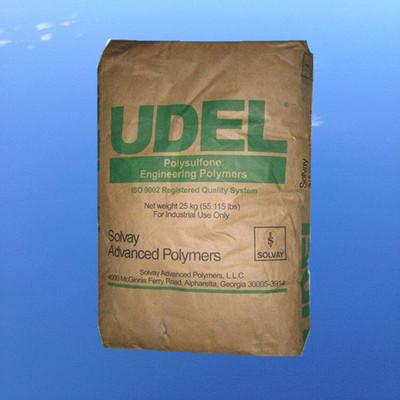 UDEL
Polysulfone
Engineering Polymers
ISO 9002 Registered Quality System
Net weight 25 kg (55.115 lbs)
For Industrial Use Only
Solvay
Advanced Polymers
SOLVAY
Solvay Advanced Polymers, L.L.C.
4500 McGinnis Ferry Road, Alpharetta, Georgia 30005-3914
UDEL